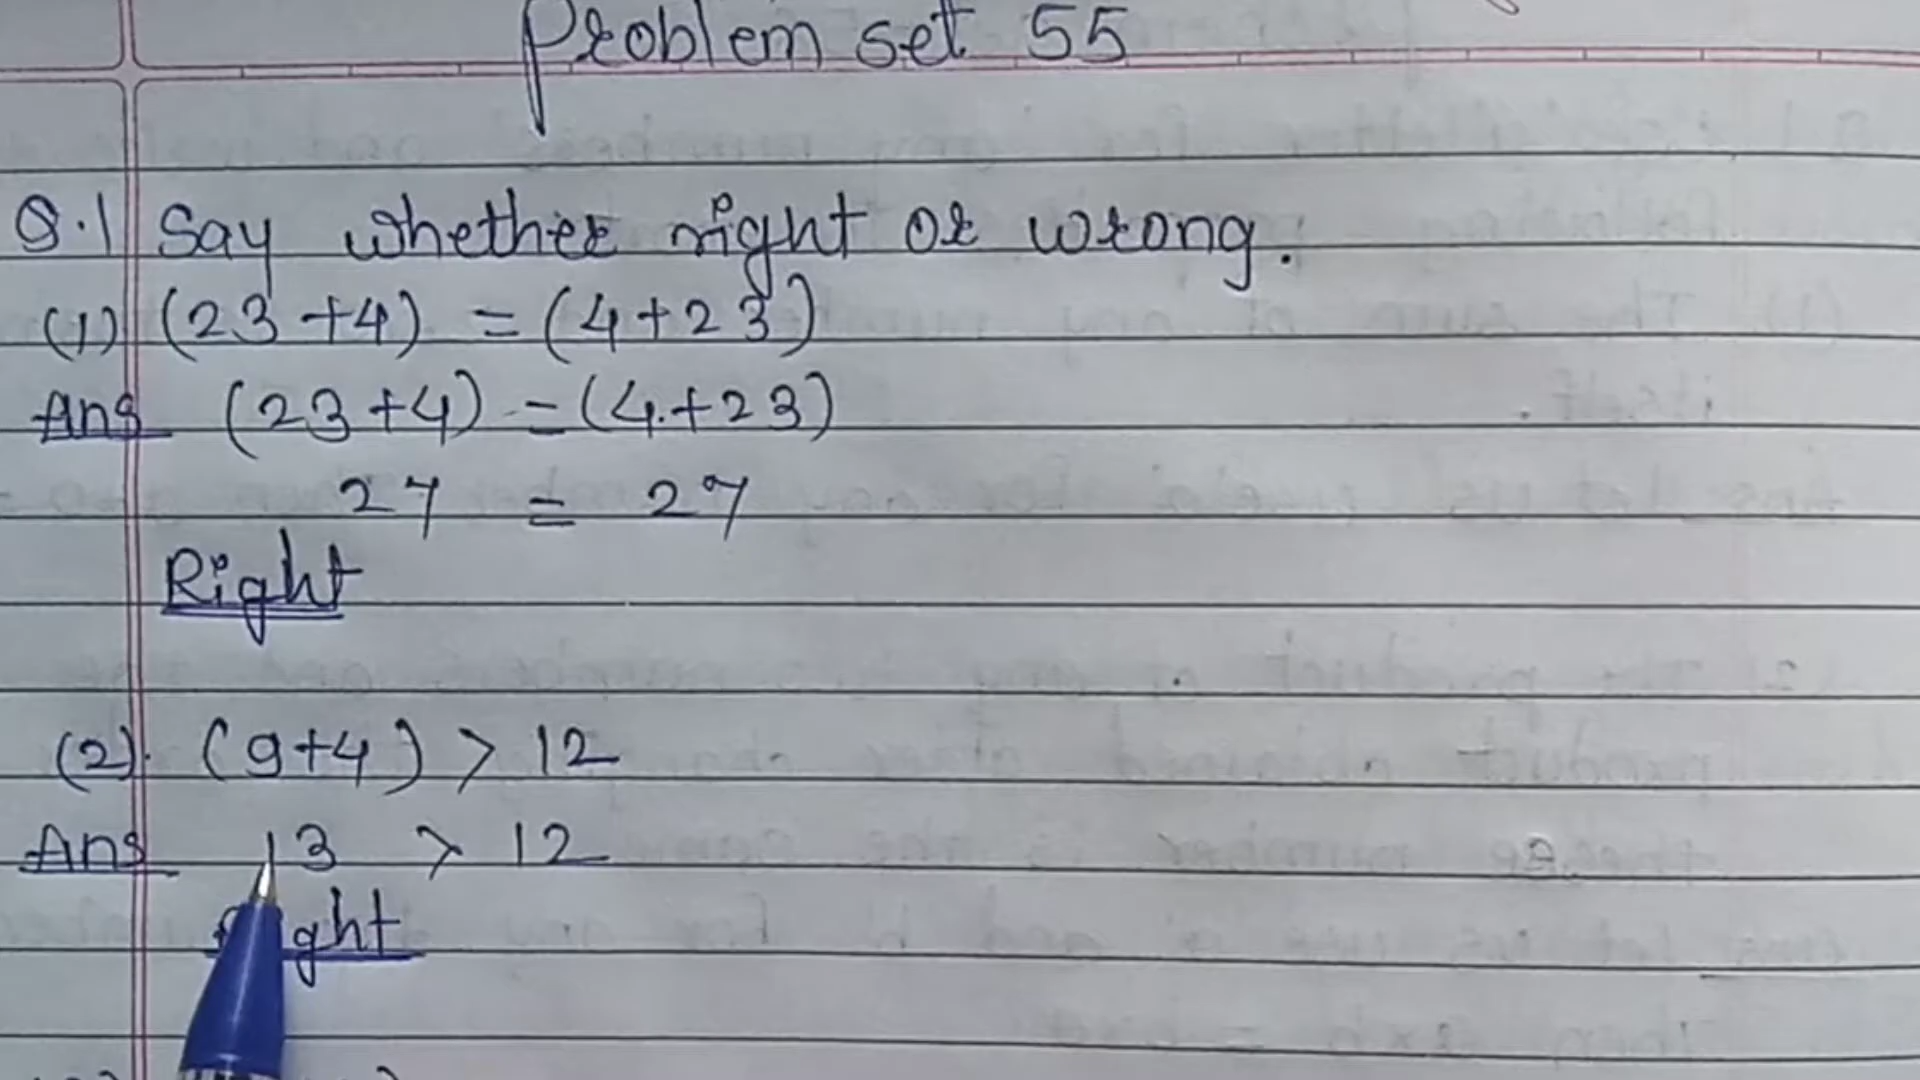 Problem set 55
Q.1 Say whether right or wrong.
(1) (23+4) = (4+23)
Ans (23+4) = (4+23)
27 = 27
Right
(2) (9+4) > 12
Ans 13 > 12